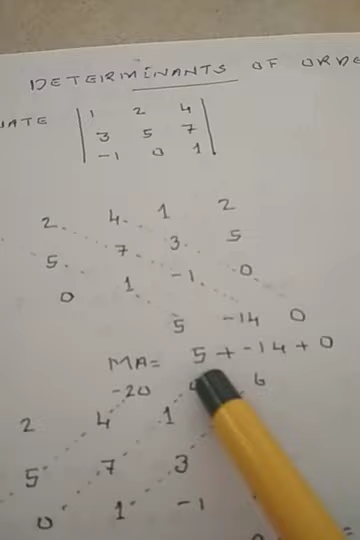 DETERMINANTS OF ORDE
UATE | 1 2 4 |
3 5 7
-1 0 1
2 4 1 2
5 7 3 5
0 1 -1 0
5 -14 0
MA= 5 + -14 + 0
-20 6
2 4 1
5 7 3
0 1 -1